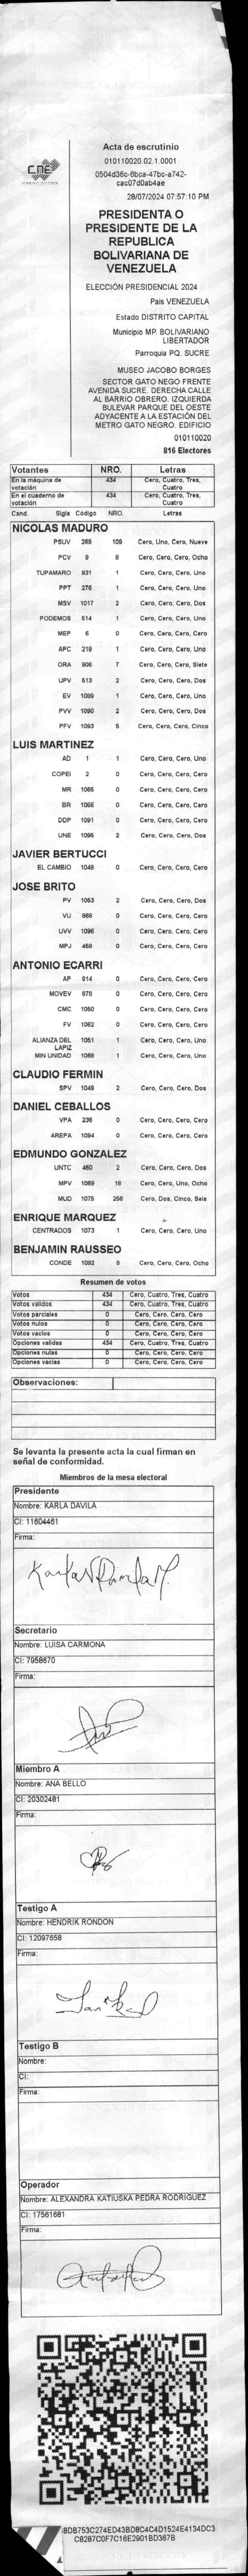 CNE
Acta de escrutinio
010110020.02.1.0001
0504d36c-6bca-47bc-a742-
cac07d0ab4ae
28/07/2024 07:57:10 PM
PRESIDENTA O
PRESIDENTE DE LA
REPUBLICA
BOLIVARIANA DE
VENEZUELA
ELECCIÓN PRESIDENCIAL 2024
Pais VENEZUELA
Estado DISTRITO CAPITAL
Municipio MP. BOLIVARIANO
LIBERTADOR
Parroquia PQ. SUCRE
MUSEO JACOBO BORGES
SECTOR GATO NEGRO FRENTE
AVENIDA SUCRE. DERECHA CALLE
AL BARRIO OBRERO. IZQUIERDA
BULEVAR PARQUE DEL OESTE
ADYACENTE A LA ESTACIÓN DEL
METRO GATO NEGRO. EDIFICIO
010110020
816 Electores
Votantes NRO. Letras
En la máquina de votación 434 Cero, Cuatro, Tres, Cuatro
En el cuaderno de votación 434 Cero, Cuatro, Tres, Cuatro
Cand. Sigla Código NRO. Letras
NICOLAS MADURO
PSUV 269 109 Cero, Uno, Cero, Nueve
PCV 9 8 Cero, Cero, Cero, Ocho
TUPAMARO 931 1 Cero, Cero, Cero, Uno
PPT 276 1 Cero, Cero, Cero, Uno
MSV 1017 2 Cero, Cero, Cero, Dos
PODEMOS 514 1 Cero, Cero, Cero, Uno
MEP 6 0 Cero, Cero, Cero, Cero
APC 219 1 Cero, Cero, Cero, Uno
ORA 906 7 Cero, Cero, Cero, Siete
UPV 513 2 Cero, Cero, Cero, Dos
EV 1089 1 Cero, Cero, Cero, Uno
PVV 1090 2 Cero, Cero, Cero, Dos
PFV 1093 5 Cero, Cero, Cero, Cinco
LUIS MARTINEZ
AD 1 1 Cero, Cero, Cero, Uno
COPEI 2 0 Cero, Cero, Cero, Cero
MR 1065 0 Cero, Cero, Cero, Cero
BR 1066 0 Cero, Cero, Cero, Cero
DDP 1091 0 Cero, Cero, Cero, Cero
UNE 1095 2 Cero, Cero, Cero, Dos
JAVIER BERTUCCI
EL CAMBIO 1048 0 Cero, Cero, Cero, Cero
JOSE BRITO
PV 1053 2 Cero, Cero, Cero, Dos
VU 868 0 Cero, Cero, Cero, Cero
UVV 1096 0 Cero, Cero, Cero, Cero
MPJ 458 0 Cero, Cero, Cero, Cero
ANTONIO ECARRI
AP 814 0 Cero, Cero, Cero, Cero
MOVEV 878 0 Cero, Cero, Cero, Cero
CMC 1050 0 Cero, Cero, Cero, Cero
FV 1062 0 Cero, Cero, Cero, Cero
ALIANZA DEL LAPIZ 1051 1 Cero, Cero, Cero, Uno
MIN UNIDAD 1058 1 Cero, Cero, Cero, Uno
CLAUDIO FERMIN
SPV 1049 2 Cero, Cero, Cero, Dos
DANIEL CEBALLOS
VPA 236 0 Cero, Cero, Cero, Cero
AREPA 1094 0 Cero, Cero, Cero, Cero
EDMUNDO GONZALEZ
UNTC 460 2 Cero, Cero, Cero, Dos
MPV 1069 18 Cero, Cero, Uno, Ocho
MUD 1075 256 Cero, Dos, Cinco, Seis
ENRIQUE MARQUEZ
CENTRADOS 1073 1 Cero, Cero, Cero, Uno
BENJAMIN RAUSSEO
CONDE 1092 8 Cero, Cero, Cero, Ocho
Resumen de votos
Votos 434 Cero, Cuatro, Tres, Cuatro
Votos validos 434 Cero, Cuatro, Tres, Cuatro
Votos parciales 0 Cero, Cero, Cero, Cero
Votos nulos 0 Cero, Cero, Cero, Cero
Votos vacios 0 Cero, Cero, Cero, Cero
Opciones validas 434 Cero, Cuatro, Tres, Cuatro
Opciones nulas 0 Cero, Cero, Cero, Cero
Opciones vacias 0 Cero, Cero, Cero, Cero
Observaciones:
Se levanta la presente acta la cual firman en
señal de conformidad.
Miembros de la mesa electoral
Presidente
Nombre: KARLA DAVILA
CI: 11604461
Firma:
Secretario
Nombre: LUISA CARMONA
CI: 7958670
Firma:
Miembro A
Nombre: ANA BELLO
CI: 20302481
Firma:
Testigo A
Nombre: HENDRIK RONDON
CI: 12097658
Firma:
Testigo B
Nombre:
CI:
Firma:
Operador
Nombre: ALEXANDRA KATIUSKA PEDRA RODRIGUEZ
CI: 17561681
Firma:
8DB753C274ED43BD8C4C4D1524E4134DC3
C8287C0F7C16E2901BD367B